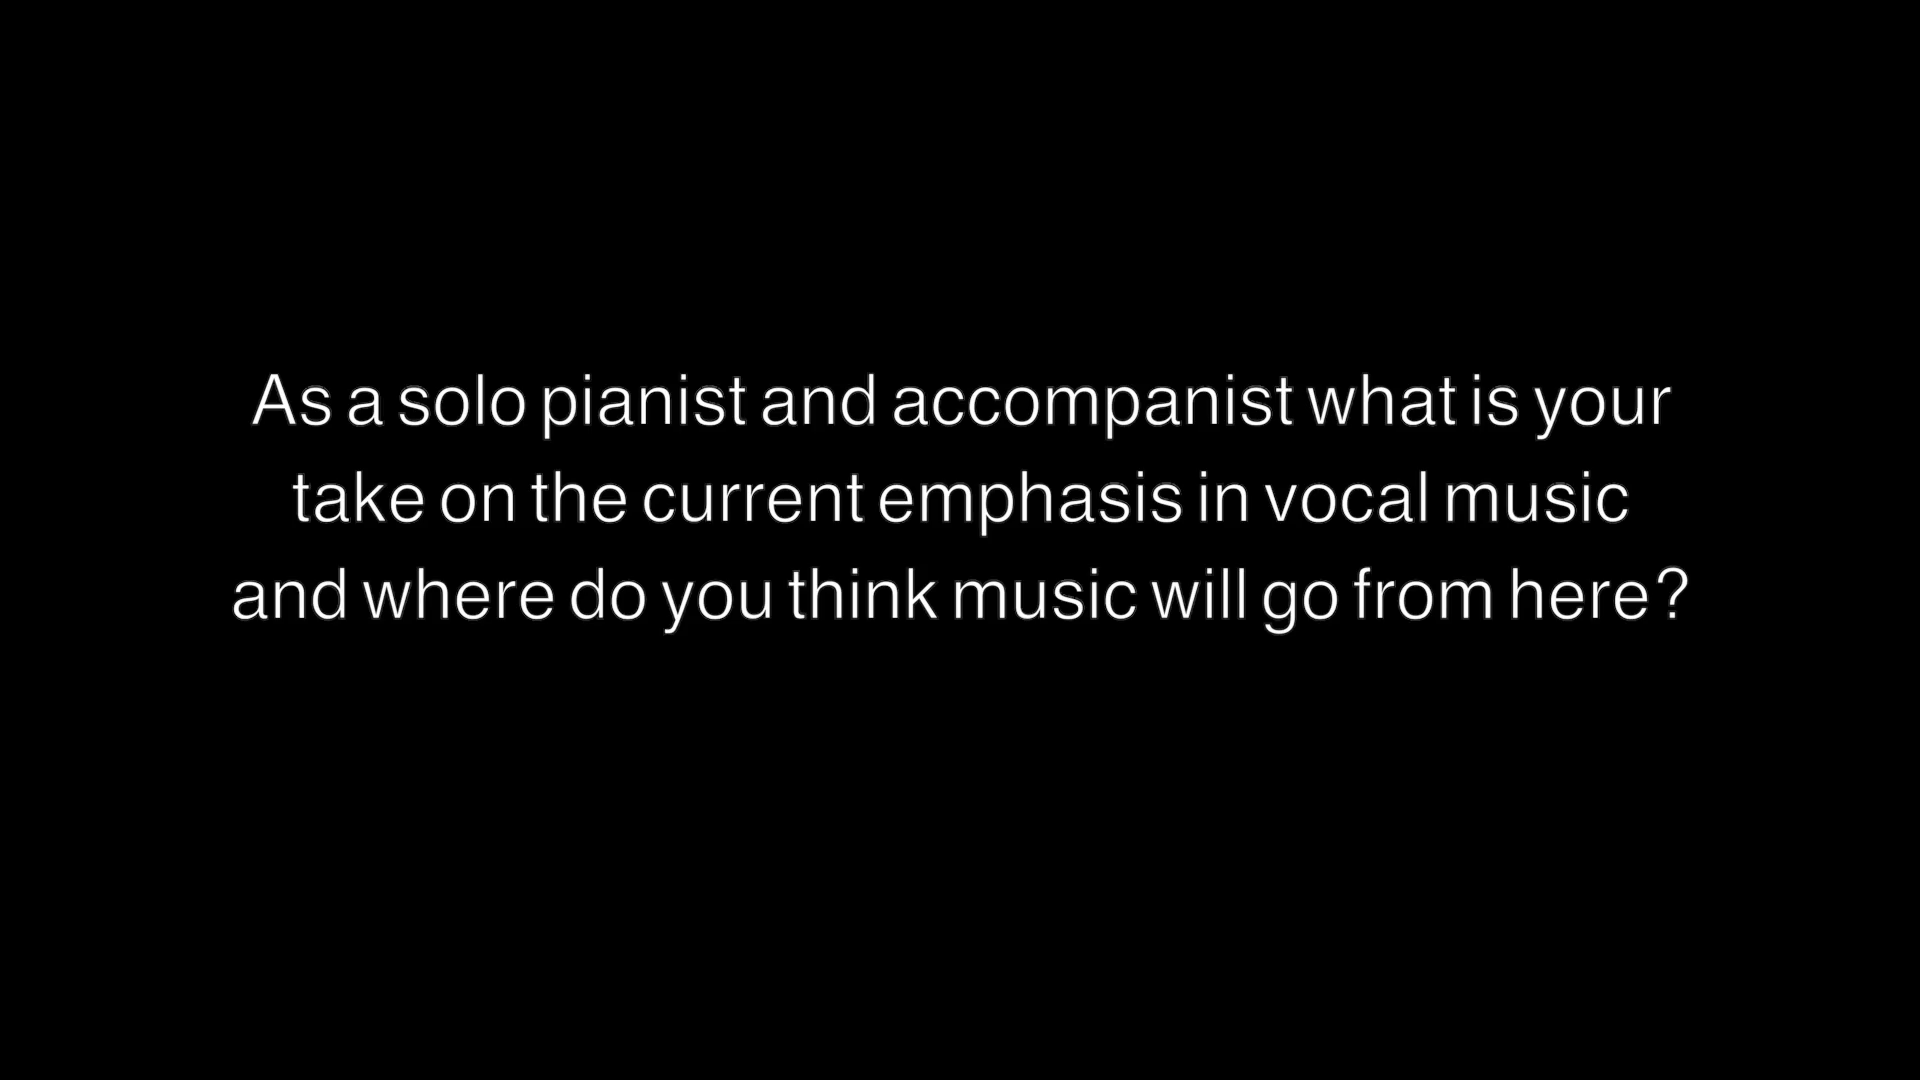 As a solo pianist and accompanist what is your
take on the current emphasis in vocal music
and where do you think music will go from here?